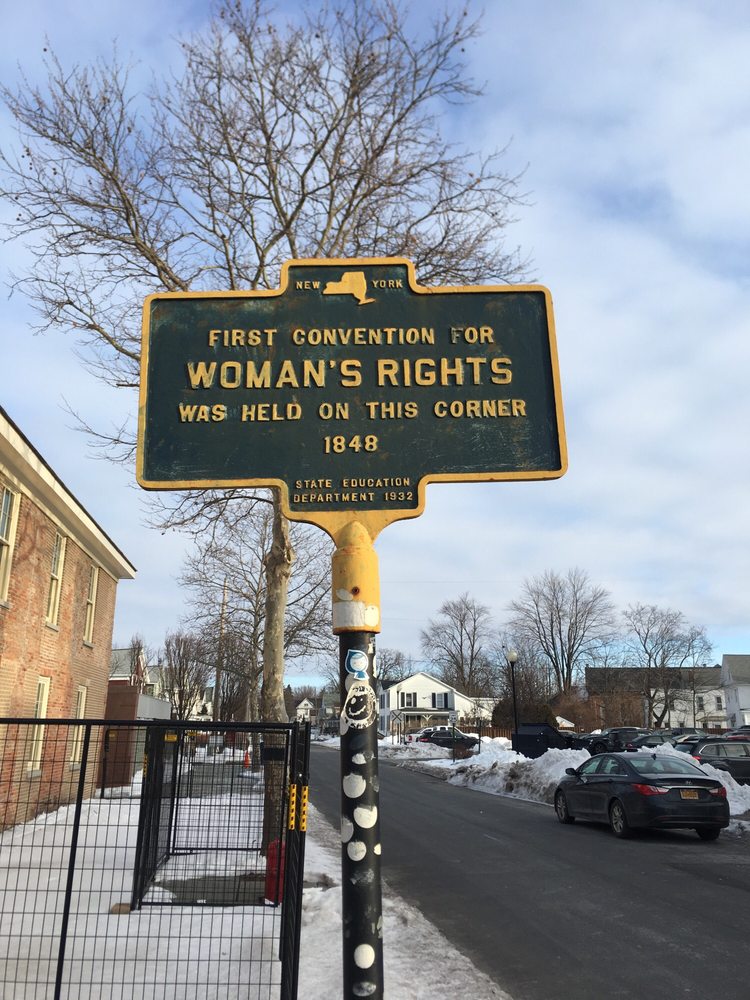 NEW YORK
FIRST CONVENTION FOR
WOMAN'S RIGHTS
WAS HELD ON THIS CORNER
1848
STATE EDUCATION
DEPARTMENT 1932